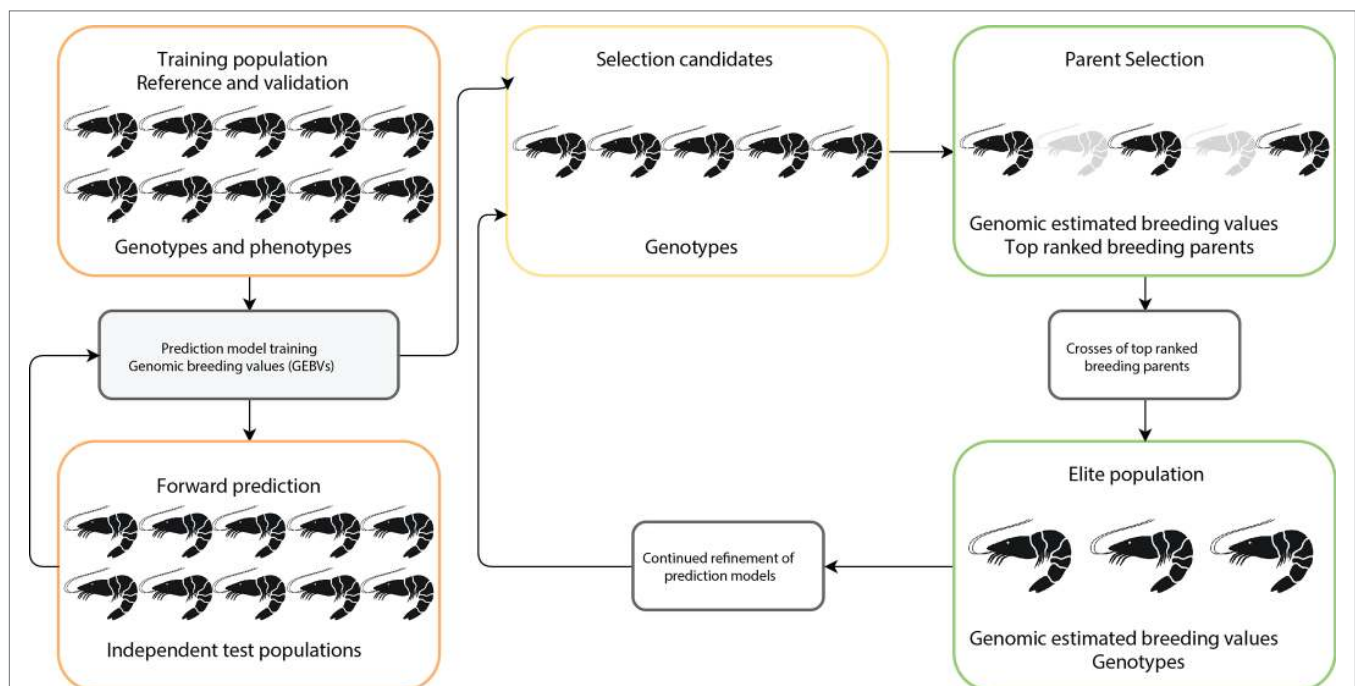 Training population
Reference and validation
Genotypes and phenotypes
Prediction model training
Genomic breeding values (GEBVs)
Forward prediction
Independent test populations
Selection candidates
Genotypes
Parent Selection
Genomic estimated breeding values
Top ranked breeding parents
Crosses of top ranked
breeding parents
Elite population
Genomic estimated breeding values
Genotypes
Continued refinement of
prediction models